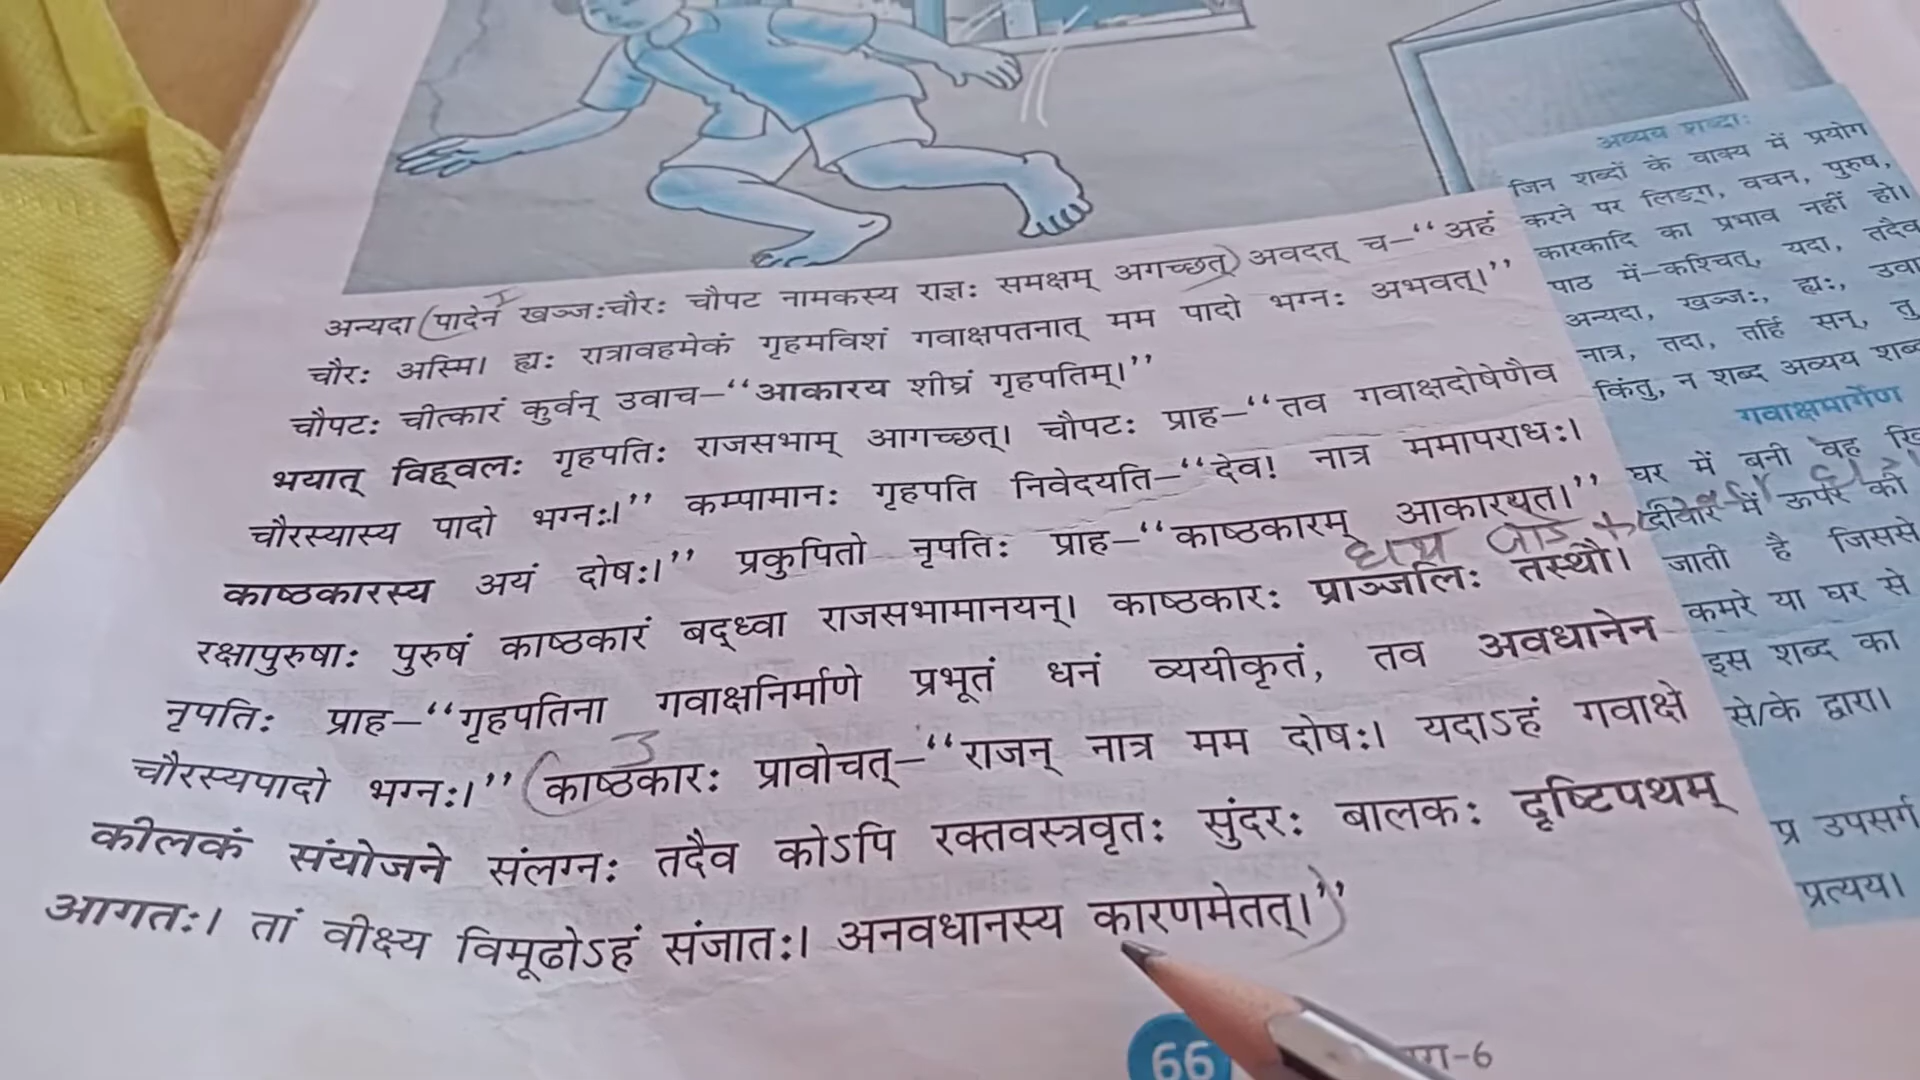 अन्यदा (पादेन खञ्ज:चौर: चौपट नामकस्य राज्ञ: समक्षम् अगच्छत्) अवदत् च–“अहं
चौर: अस्मि। ह्य: रात्रावहमेकं गृहमविशं गवाक्षपतनात् मम पादो भग्न: अभवत्।”
चौपट: चीत्कारं कुर्वन् उवाच–“आकारय शीघ्रं गृहपतिम्।”
भयात् विह्वल: गृहपति: राजसभाम् आगच्छत्। चौपट: प्राह–“तव गवाक्षदोषेणैव
चौरस्यास्य पादो भग्न:।” कम्पामान: गृहपति निवेदयति–“देव! नात्र ममापराध:।
काष्ठकारस्य अयं दोष:।” प्रकुपितो नृपति: प्राह–“काष्ठकारम् आकारयत।”
रक्षापुरुषा: पुरुषं काष्ठकारं बद्ध्वा राजसभामानयन्। काष्ठकार: प्राञ्जलि: तस्थौ।
नृपति: प्राह–“गृहपतिना गवाक्षनिर्माणे प्रभूतं धनं व्ययीकृतं, तव अवधानेन
चौरस्यपादो भग्न:।” (काष्ठकार: प्रावोचत्–“राजन् नात्र मम दोष:। यदाऽहं गवाक्षे
कीलकं संयोजने संलग्न: तदैव कोऽपि रक्तवस्त्रवृत: सुंदर: बालक: दृष्टिपथम्
आगत:। तां वीक्ष्य विमूढोऽहं संजात:। अनवधानस्य कारणमेतत्।”)
66
-6
अव्यय शब्दा:
जिन शब्दों के वाक्य में प्रयोग
करने पर लिङ्ग, वचन, पुरुष,
कारकादि का प्रभाव नहीं हो।
पाठ में–कश्चित्, यदा, तदैव
अन्यदा, खञ्ज:, ह्य:, उवा
नात्र, तदा, तर्हि सन्, तु,
किंतु, न शब्द अव्यय शब्द
गवाक्षमार्गेण
घर में बनी वह
दीवार में ऊपर की
जाती है जिससे
कमरे या घर से
इस शब्द का
से/के द्वारा।
प्र उपसर्ग
प्रत्यय।